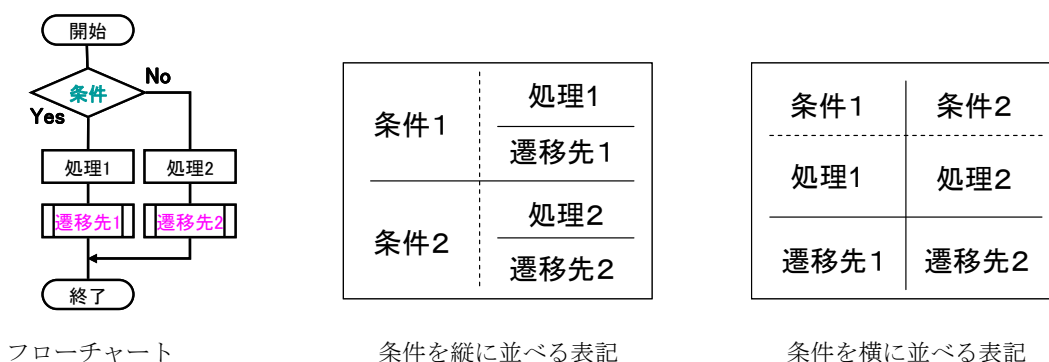 開始
条件
No
Yes
処理1
処理2
遷移先1
遷移先2
終了
フローチャート
条件1
処理1
遷移先1
条件2
処理2
遷移先2
条件を縦に並べる表記
条件1 条件2
処理1 処理2
遷移先1 遷移先2
条件を横に並べる表記